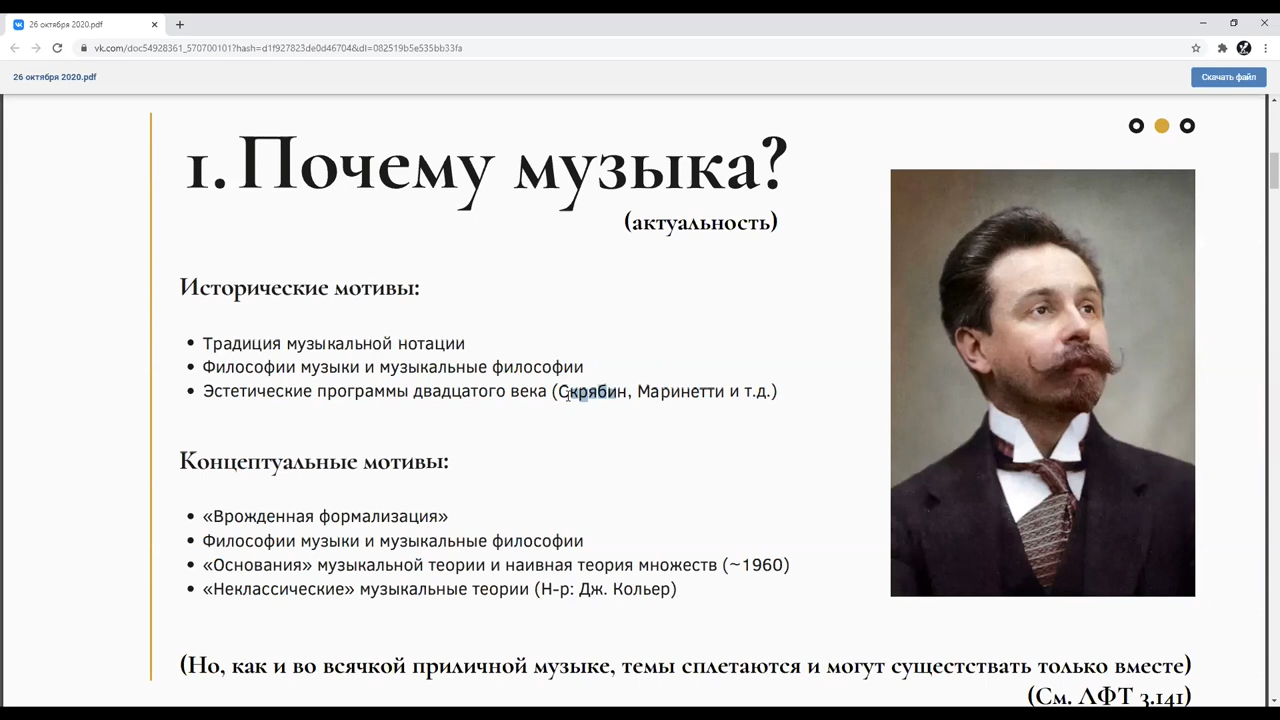 26 октября 2020.pdf
vk.com/doc54928361_570700101?hash=d1f927823de0d46704&dl=082519b5e535bb33fa
26 октября 2020.pdf
Скачать файл
1. Почему музыка?
(актуальность)
Исторические мотивы:
• Традиция музыкальной нотации
• Философии музыки и музыкальные философии
• Эстетические программы двадцатого века (Скрябин, Маринетти и т.д.)
Концептуальные мотивы:
• «Врожденная формализация»
• Философии музыки и музыкальные философии
• «Основания» музыкальной теории и наивная теория множеств (~1960)
• «Неклассические» музыкальные теории (Н-р: Дж. Кольер)
(Но, как и во всячкой приличной музыке, темы сплетаются и могут существствать только вместе)
(См. ЛФТ 3.141)